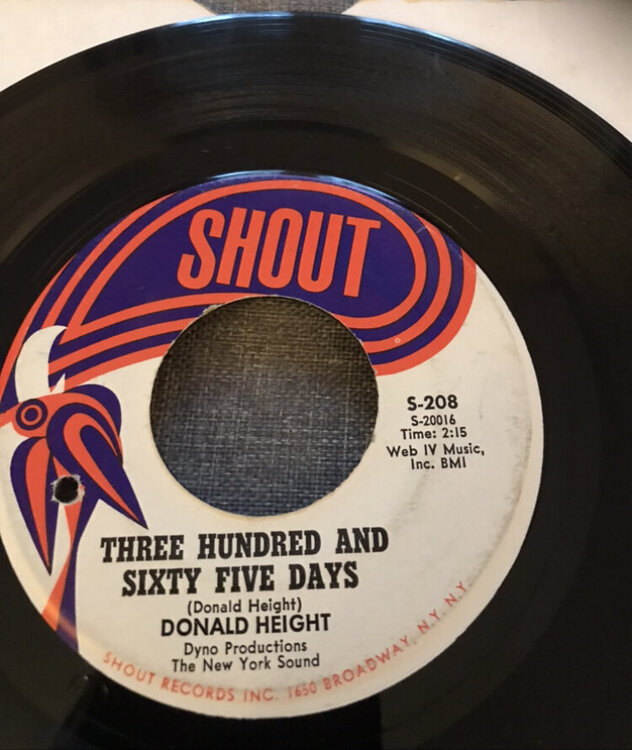 SHOUT
S-208
S-20016
Time: 2:15
Web IV Music,
Inc. BMI
THREE HUNDRED AND
SIXTY FIVE DAYS
(Donald Height)
DONALD HEIGHT
Dyno Productions
The New York Sound
SHOUT RECORDS INC. 1650 BROADWAY, N.Y. N.Y.